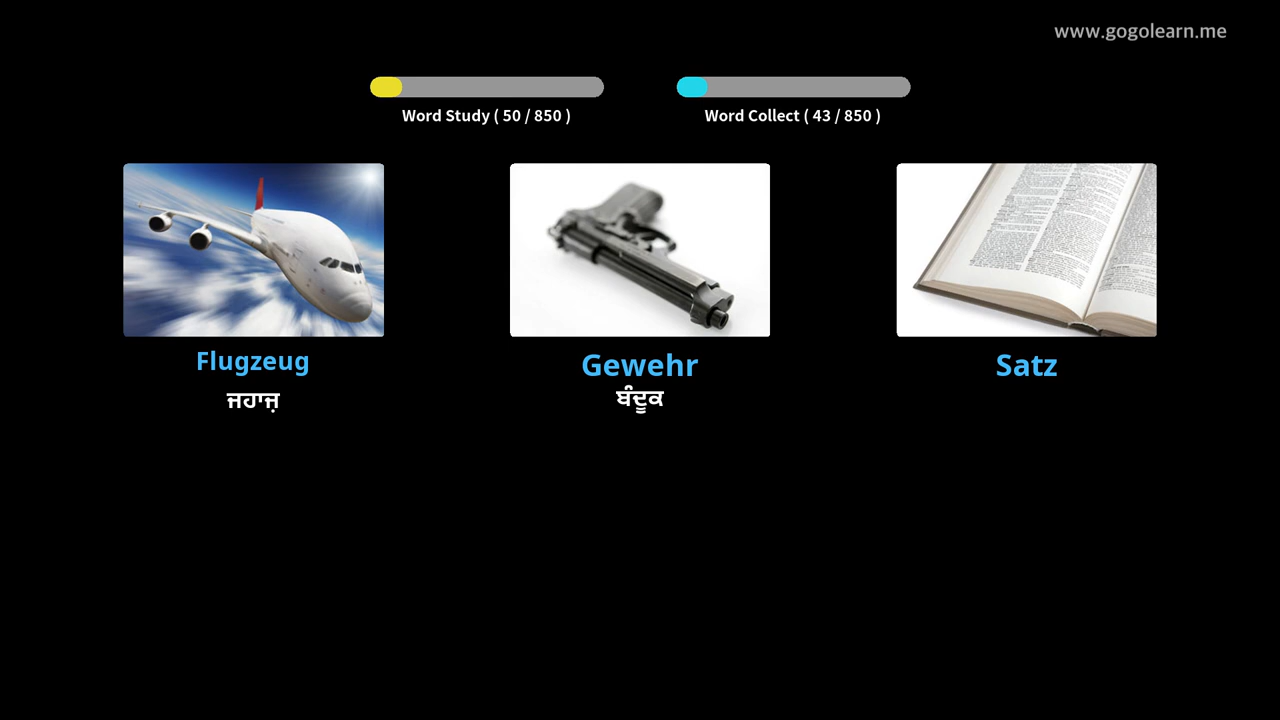 www.gogolearn.me
Word Study ( 50 / 850 )
Word Collect ( 43 / 850 )
Flugzeug
Gewehr
Satz
ਜਹਾਜ਼
ਬੰਦੂਕ